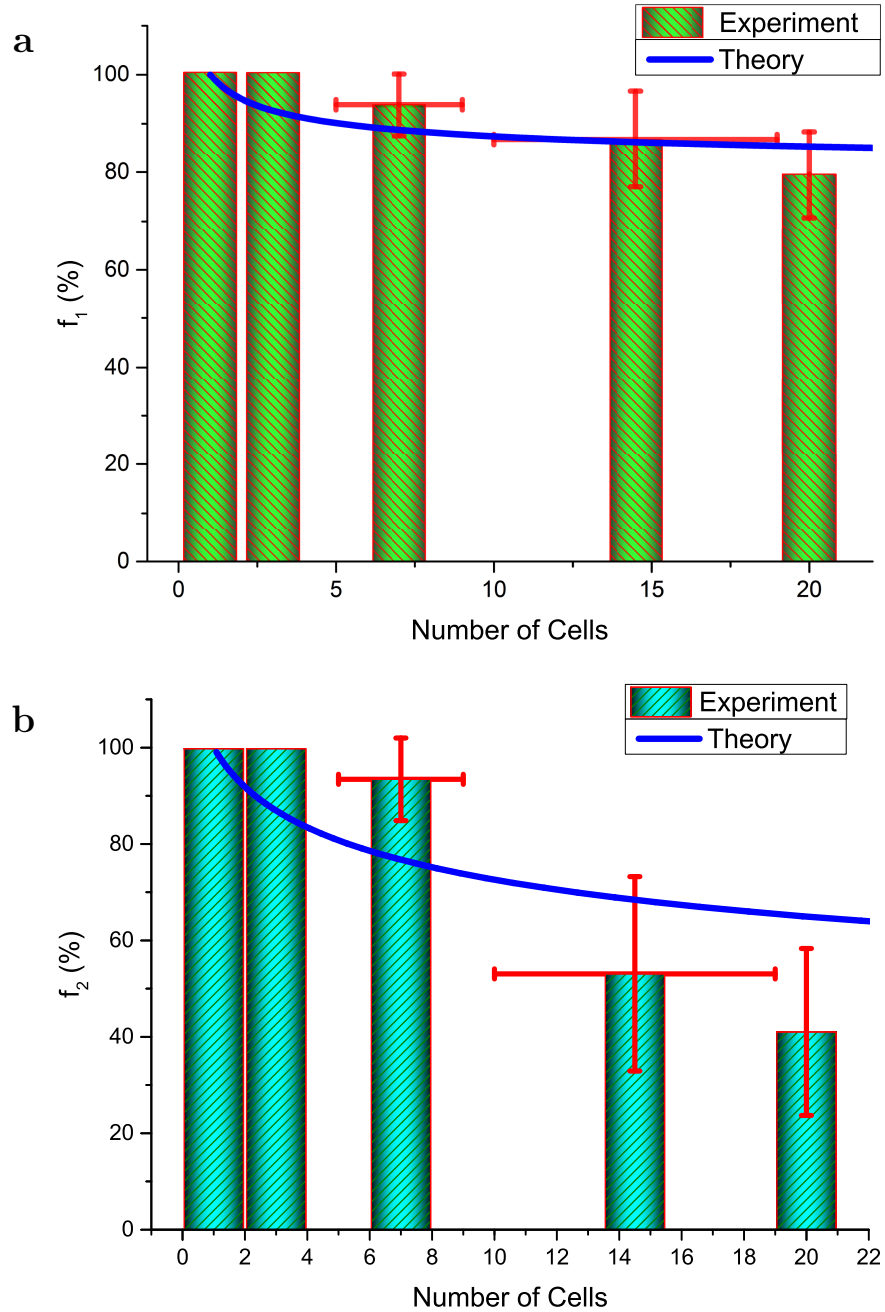 a
Experiment
Theory
100
80
60
40
20
0
f₁ (%)
0 5 10 15 20
Number of Cells
b
Experiment
Theory
100
80
60
40
20
0
f₂ (%)
0 2 4 6 8 10 12 14 16 18 20 22
Number of Cells